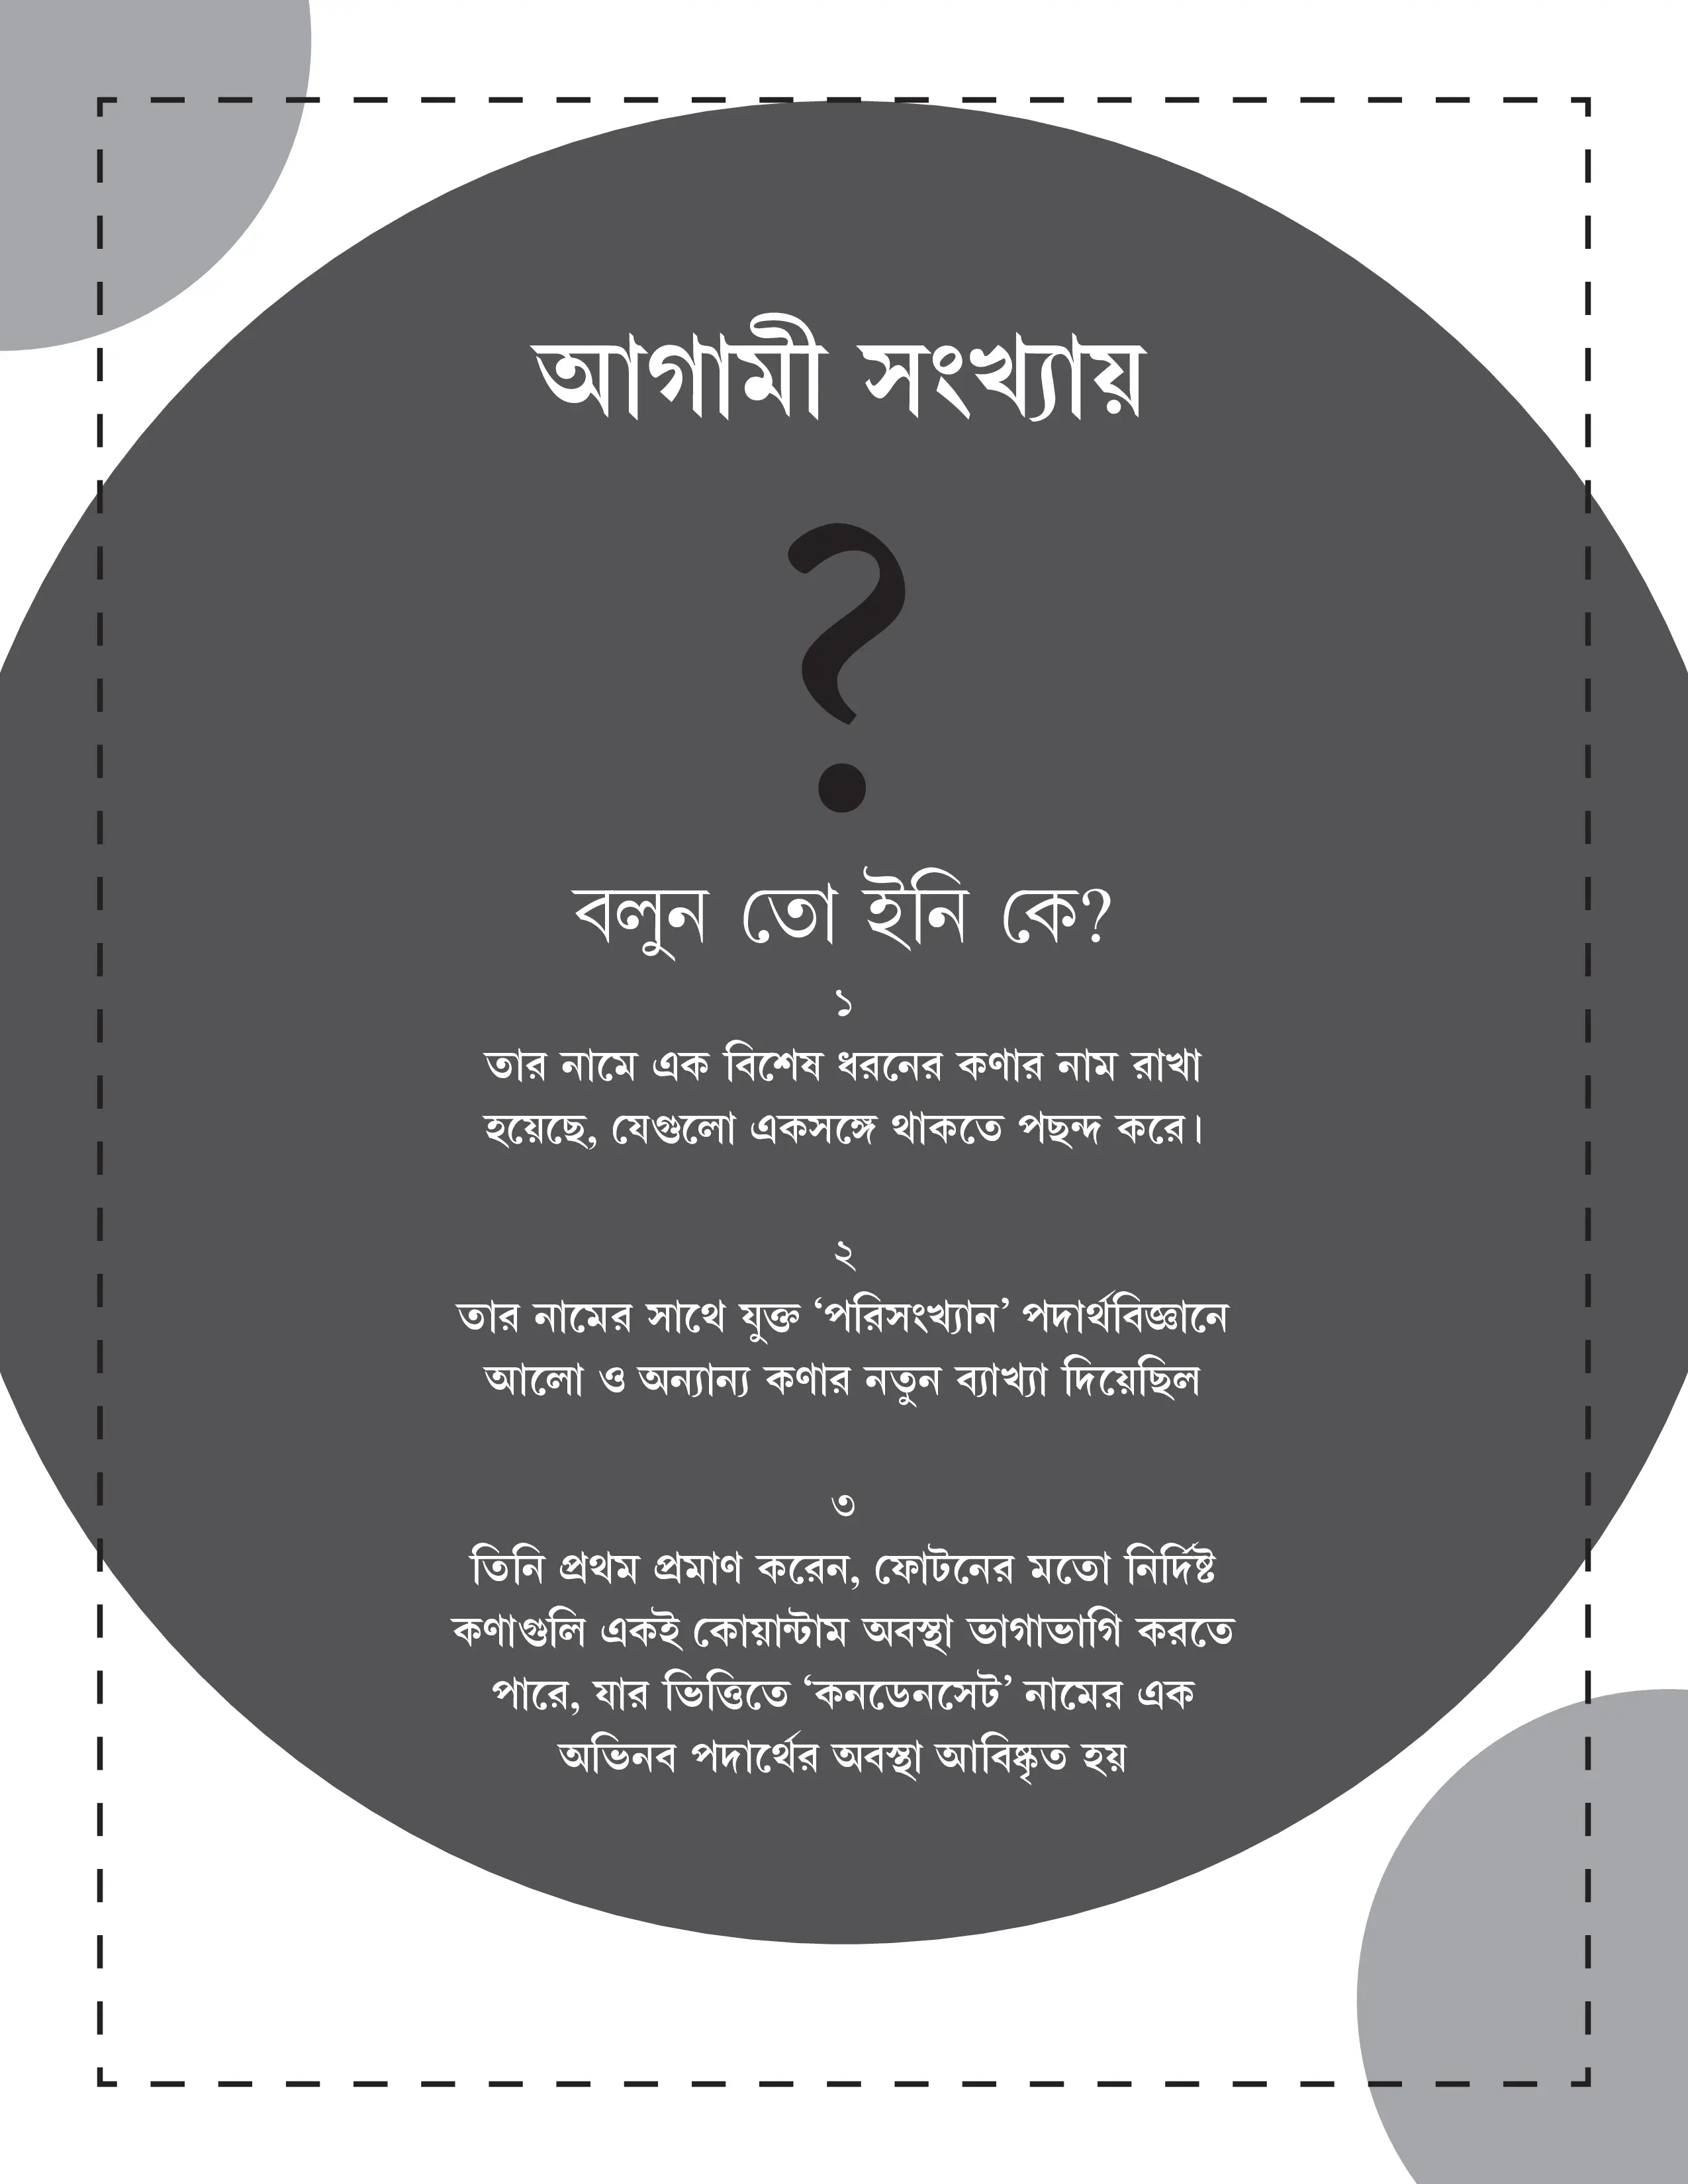 আগামী সংখ্যায়
?
বলুন তো ইনি কে?
১
তার নামে এক বিশেষ ধরনের কণার নাম রাখা
হয়েছে, যেগুলো একসঙ্গে থাকতে পছন্দ করে।
২
তার নামের সাথে যুক্ত ‘পরিসংখ্যান’ পদার্থবিজ্ঞানে
আলো ও অন্যান্য কণার নতুন ব্যাখ্যা দিয়েছিল
৩
তিনি প্রথম প্রমাণ করেন, ফোটনের মতো নির্দিষ্ট
কণাগুলি একই কোয়ান্টাম অবস্থা ভাগাভাগি করতে
পারে, যার ভিত্তিতে ‘কনডেনসেট’ নামের এক
অভিনব পদার্থের অবস্থা আবিষ্কৃত হয়